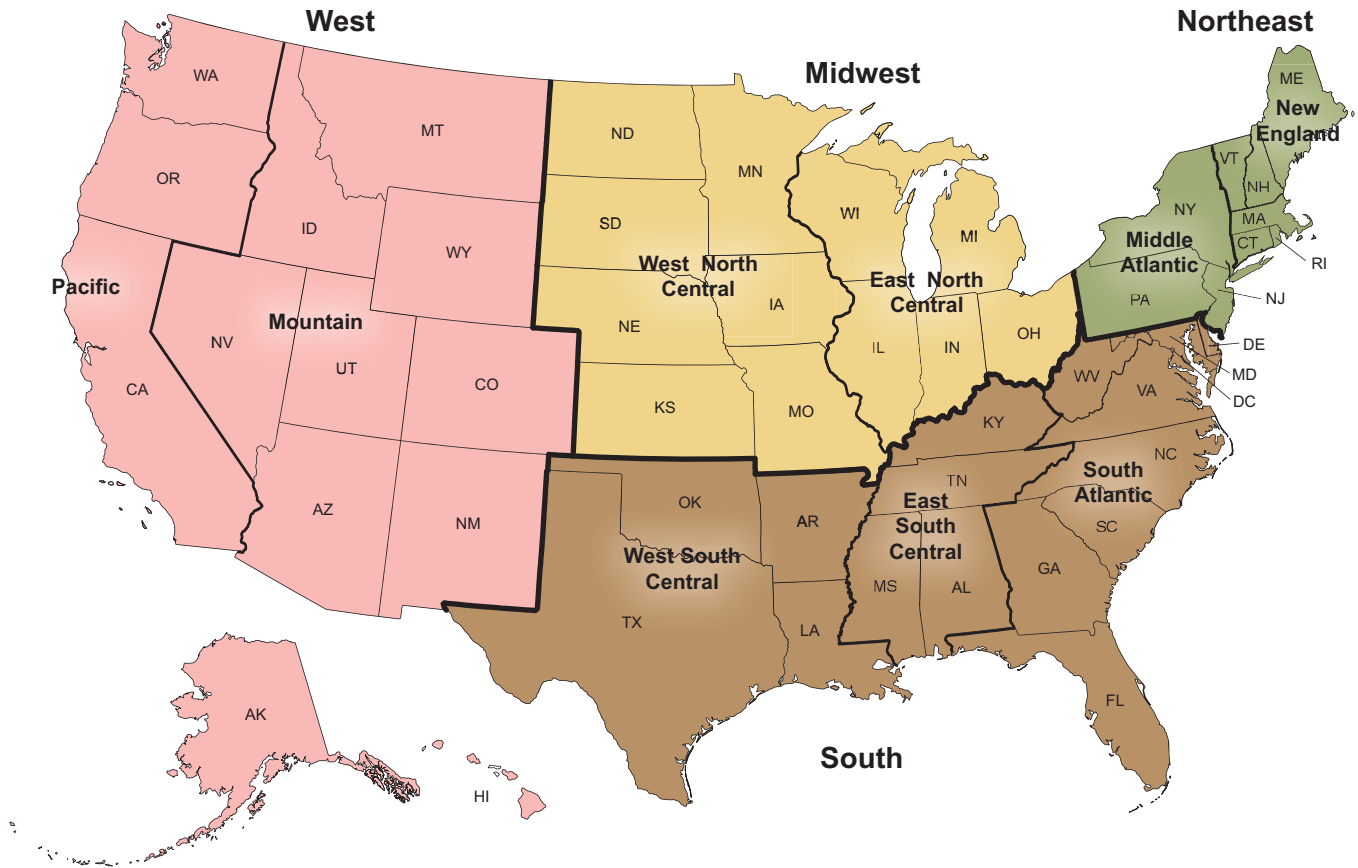 West
Northeast
Midwest
South
WA
OR
CA
Pacific
AK
HI
MT
ID
WY
NV
Mountain
UT
CO
AZ
NM
ND
SD
MN
West North
Central
NE
IA
KS
MO
WI
MI
East North
Central
IL
IN
OH
ME
New
England
VT
NH
MA
CT
RI
NY
Middle
Atlantic
PA
NJ
DE
MD
DC
WV
VA
NC
South
Atlantic
SC
GA
FL
KY
TN
East
South
Central
MS
AL
OK
AR
West South
Central
TX
LA